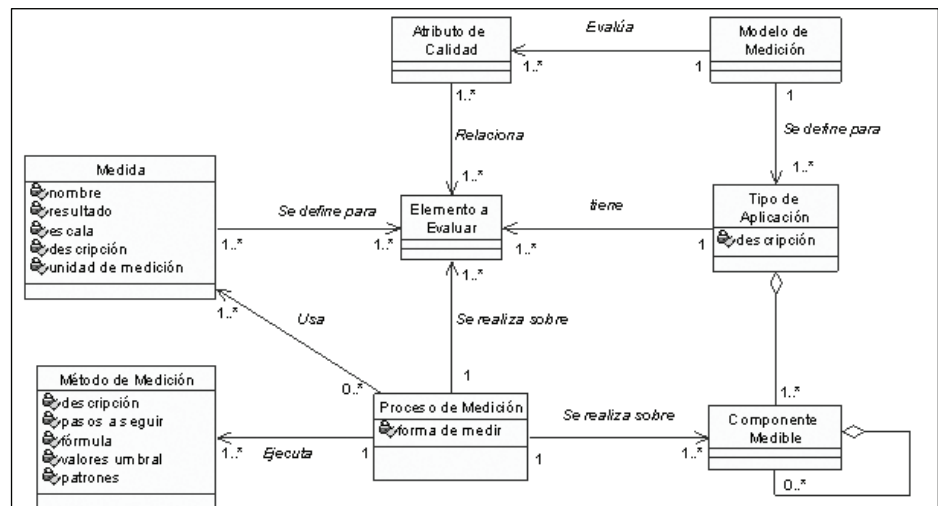 Atributo de
Calidad
Evalúa
Modelo de
Medición
1..*
1
1..*
1
Relaciona
Se define para
1..*
1..*
Medida
nombre
resultado
escala
descripción
unidad de medición
Se define para
1..*
1..*
Elemento a
Evaluar
tiene
1..*
1
Tipo de
Aplicación
descripción
1..*
1..*
Usa
Se realiza sobre
0..*
1
1..*
Método de Medición
descripción
pasos a seguir
fórmula
valores umbral
patrones
Proceso de Medición
forma de medir
Se realiza sobre
Componente
Medible
1..*
Ejecuta
1
1
1..*
0..*